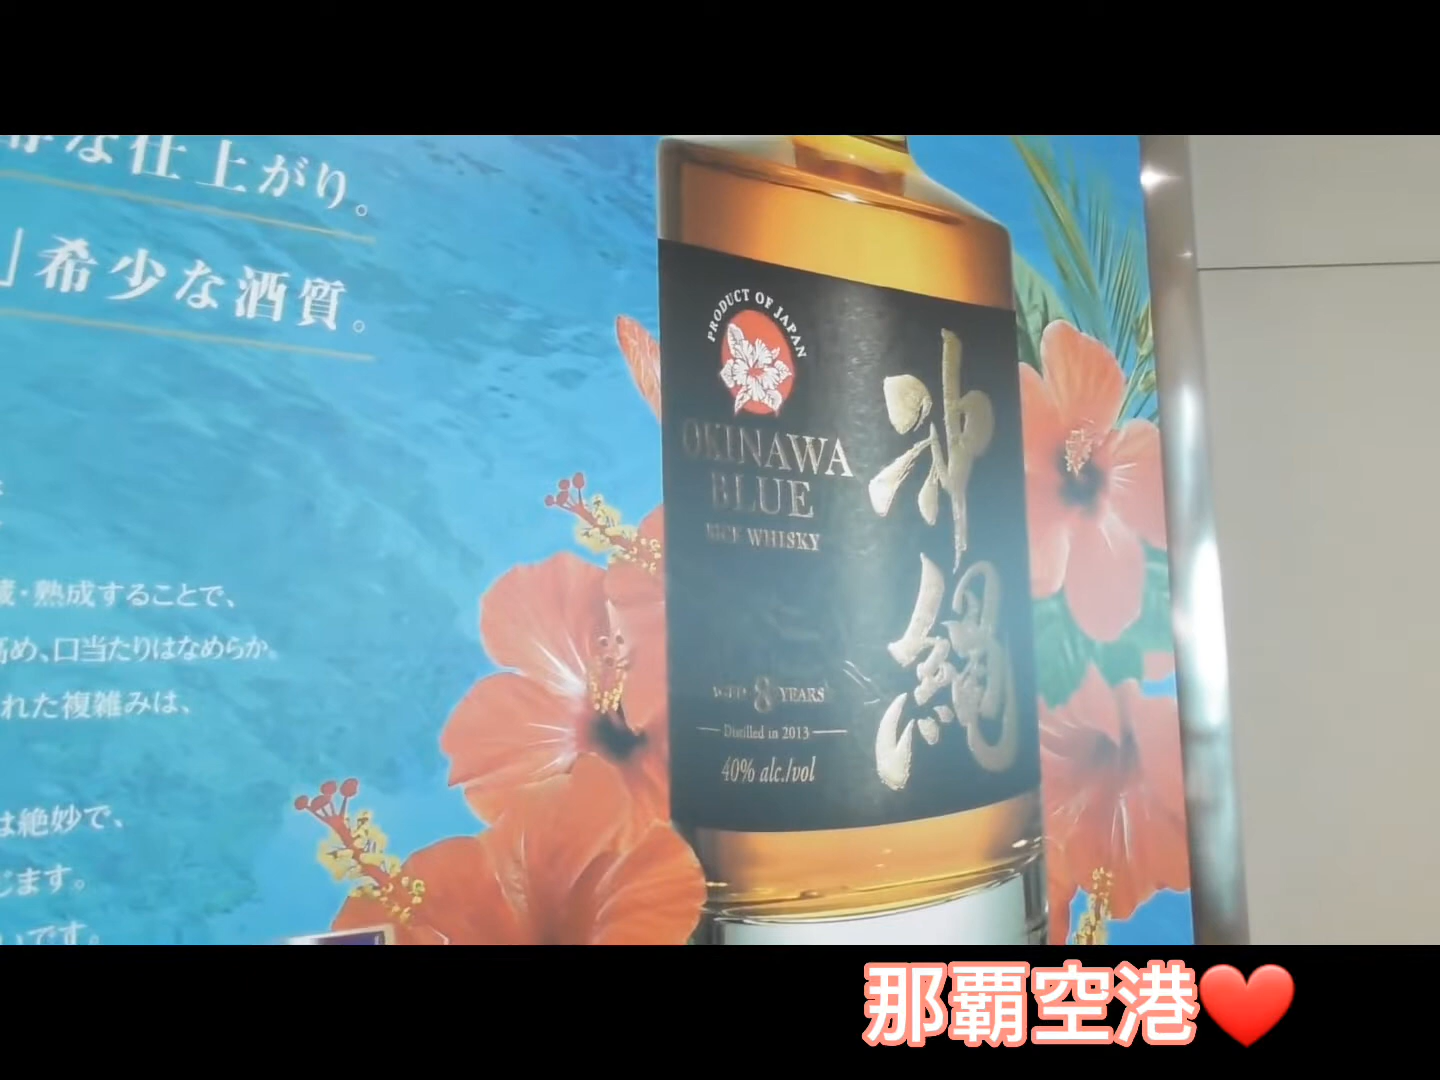 な仕上がり。
」希少な酒質。
蔵・熟成することで、
高め、口当たりはなめらか。
れた複雑みは、
は絶妙で、
じます。
いです。
PRODUCT OF JAPAN
OKINAWA
BLUE
RICE WHISKY
沖縄
AGED 8 YEARS
Distilled in 2013
40% alc./vol
那覇空港❤